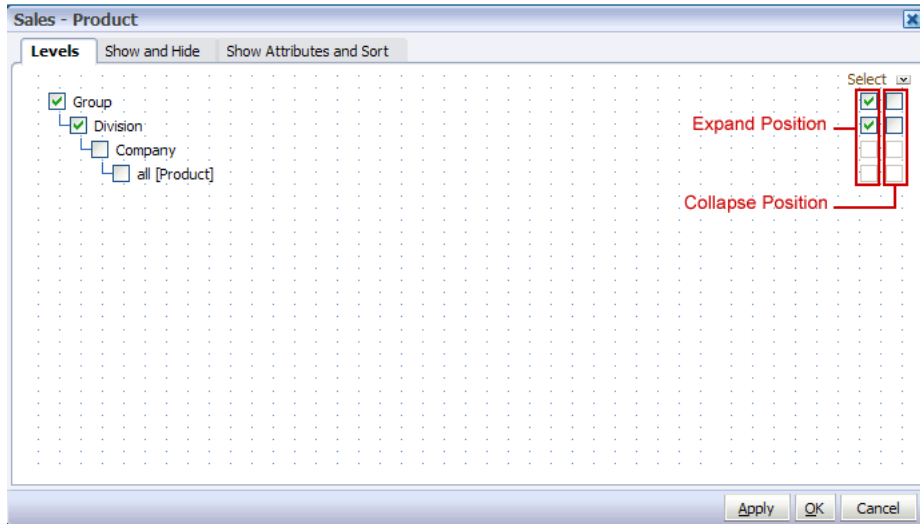 Sales - Product
Levels Show and Hide Show Attributes and Sort
Select
Group
Division
Expand Position
Company
all [Product]
Collapse Position
Apply OK Cancel